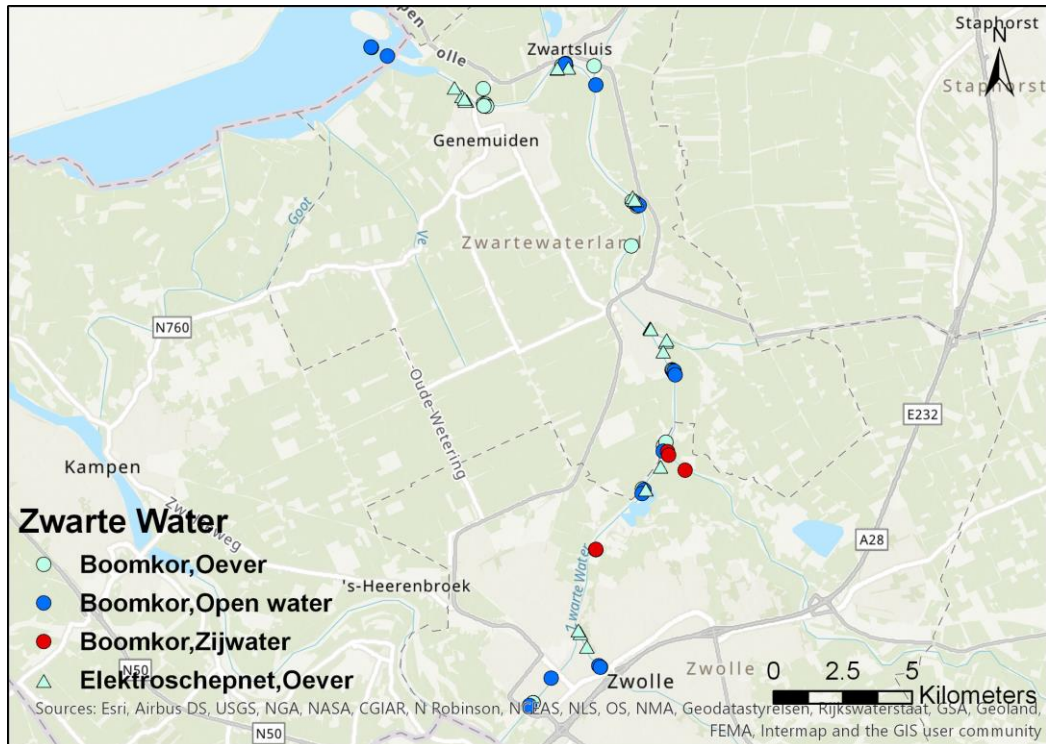 Staphorst
N
Staphorst
pen
olle
Zwartsluis
Genemuiden
Goot
Ve
Zwartewaterland
N760
Oude-Wetering
E232
Kampen
A28
Zwarte Water
Boomkor,Oever
Boomkor,Open water
Boomkor,Zijwater
Elektroschepnet,Oever
's-Heerenbroek
Zwarte Water
N50
Zwolle
Zwolle
0 2.5 5
Kilometers
Sources: Esri, Airbus DS, USGS, NGA, NASA, CGIAR, N Robinson, NCEAS, NLS, OS, NMA, Geodatastyrelsen, Rijkswaterstaat, GSA, Geoland,
FEMA, Intermap and the GIS user community
N50